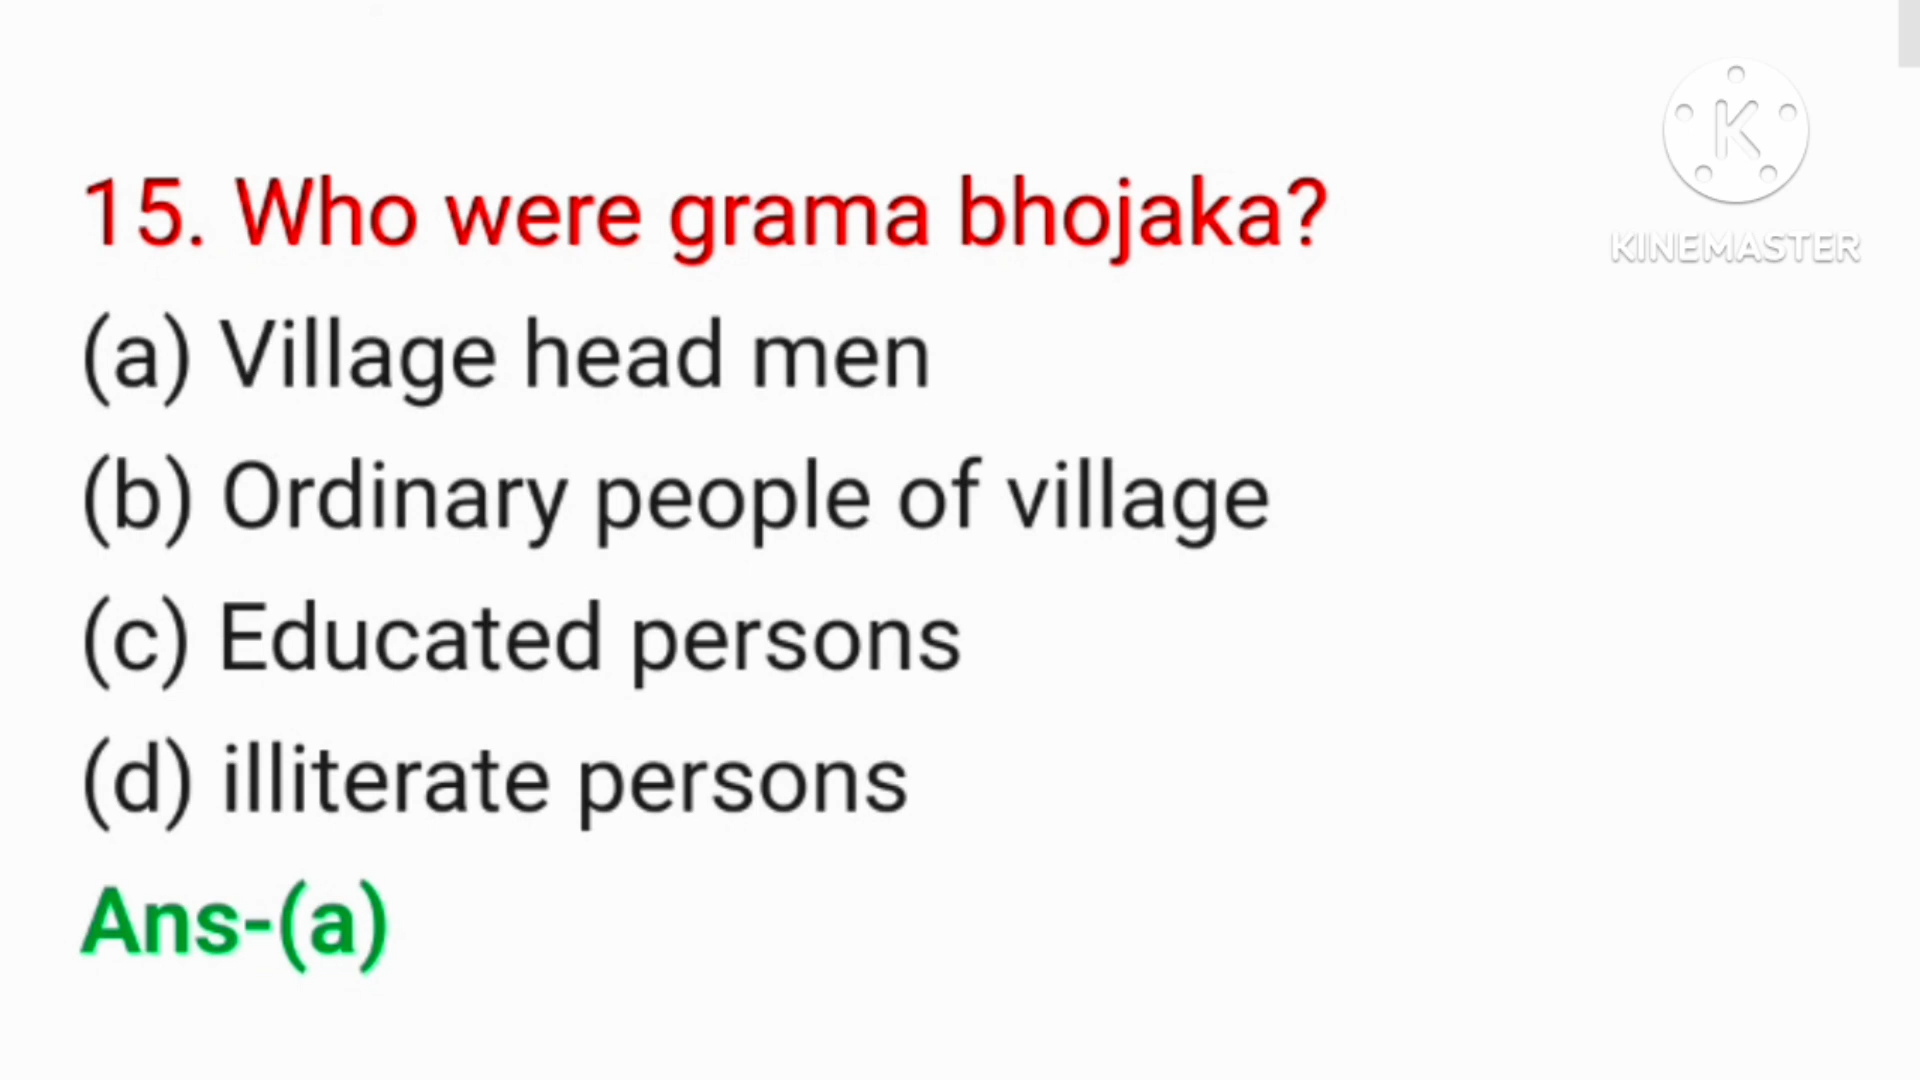 15. Who were grama bhojaka?
(a) Village head men
(b) Ordinary people of village
(c) Educated persons
(d) illiterate persons
Ans-(a)
K
KINEMASTER